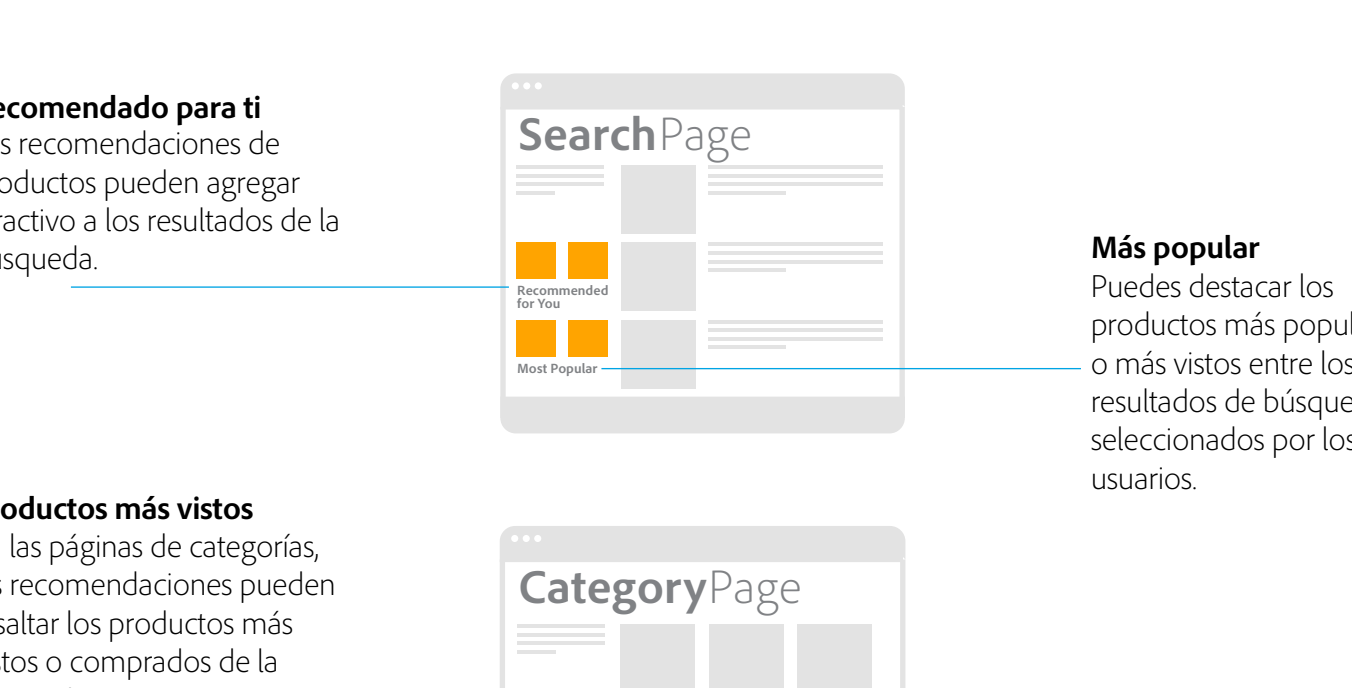 ecomendado para ti
s recomendaciones de
oductos pueden agregar
ractivo a los resultados de la
squeda.
SearchPage
Recommended
for You
Most Popular
Más popular
Puedes destacar los
productos más popul
o más vistos entre los
resultados de búsque
seleccionados por los
usuarios.
oductos más vistos
las páginas de categorías,
s recomendaciones pueden
saltar los productos más
stos o comprados de la
CategoryPage